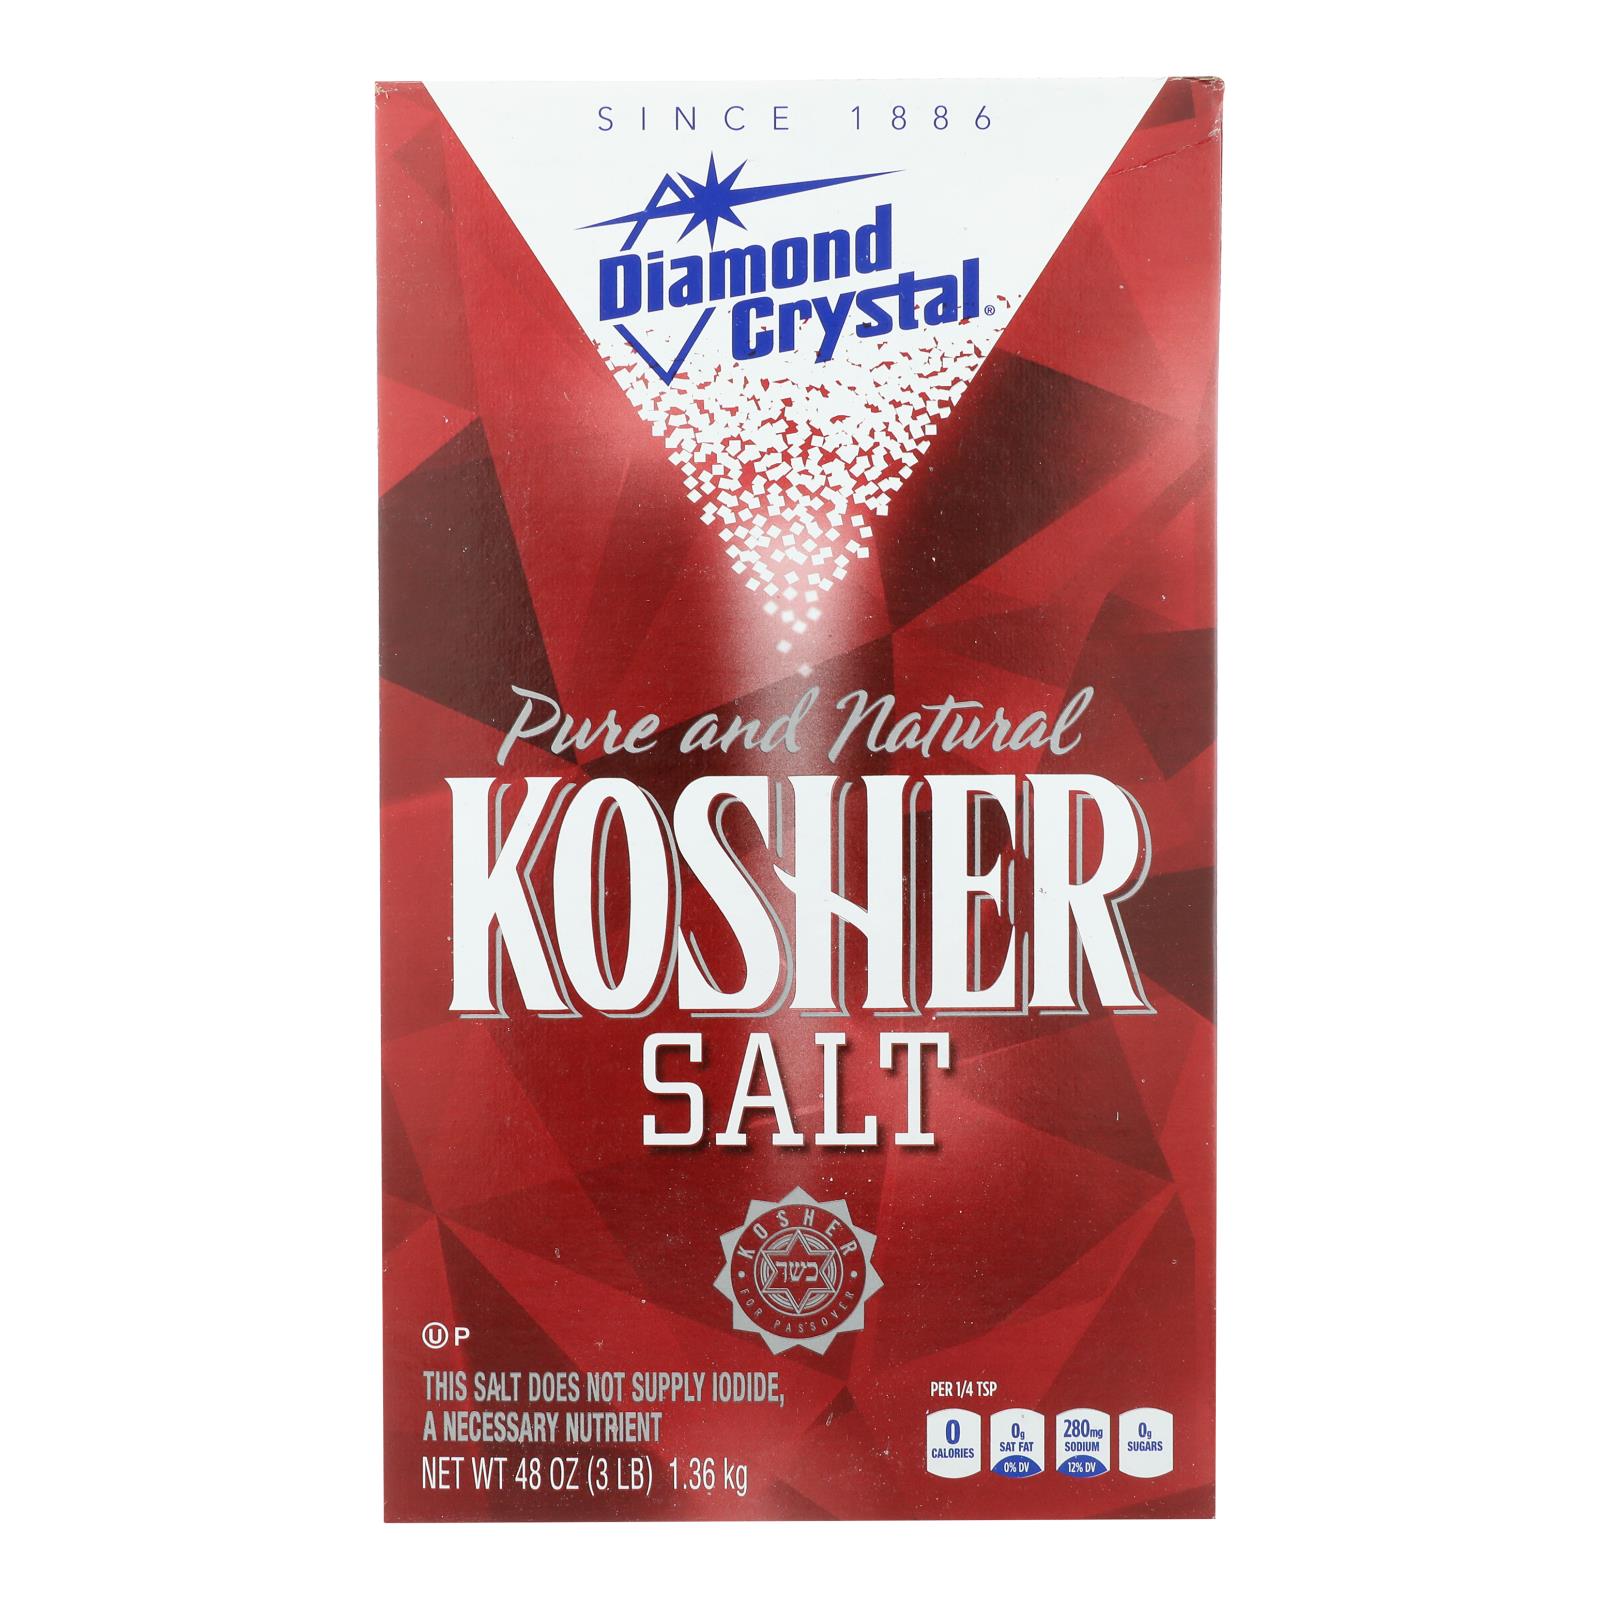 SINCE 1886
Diamond
Crystal®
Pure and Natural
KOSHER
SALT
KOSHER
כשר
• FOR PASSOVER •
Ⓤ P
THIS SALT DOES NOT SUPPLY IODIDE,
A NECESSARY NUTRIENT
NET WT 48 OZ (3 LB) 1.36 kg
PER 1/4 TSP
0
CALORIES
0g
SAT FAT
0% DV
280mg
SODIUM
12% DV
0g
SUGARS